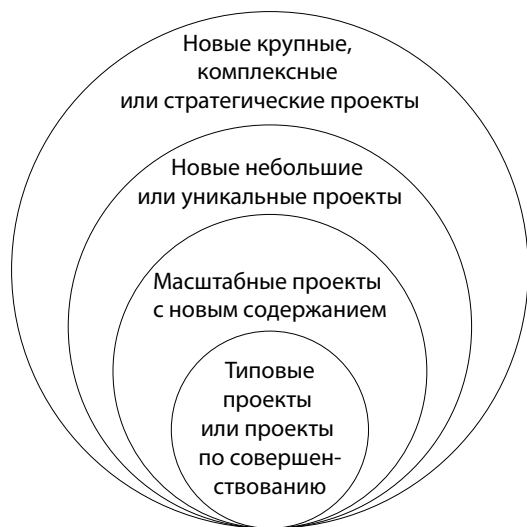 Новые крупные,
комплексные
или стратегические проекты
Новые небольшие
или уникальные проекты
Масштабные проекты
с новым содержанием
Типовые
проекты
или проекты
по совершен-
ствованию